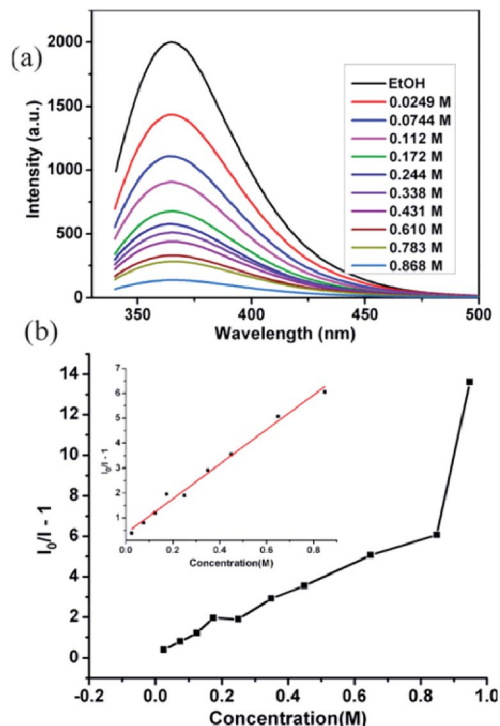 (a)
2000
1500
1000
500
0
Intensity (a.u.)
EtOH
0.0249 M
0.0744 M
0.112 M
0.172 M
0.244 M
0.338 M
0.431 M
0.610 M
0.783 M
0.868 M
350 400 450 500
Wavelength (nm)
(b)
14
12
10
8
6
4
2
0
I0/I - 1
7
6
5
4
3
2
1
I0/I - 1
0.0 0.2 0.4 0.6 0.8
Concentration(M)
-0.2 0.0 0.2 0.4 0.6 0.8 1.0
Concentration(M)